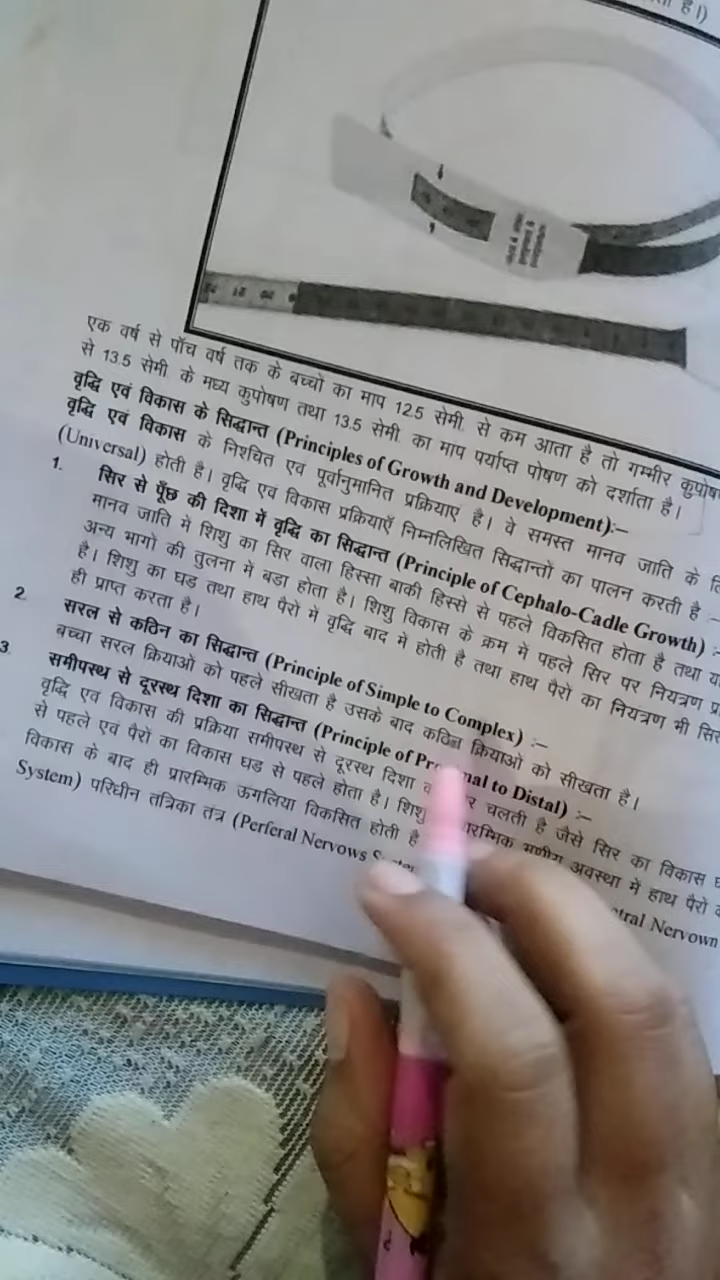 है।)
एक वर्ष से पॉच वर्ष तक के बच्चो का माप 12.5 सेमी. से कम आता है तो गम्भीर
से 13.5 सेमी. के मध्य कुपोषण तथा 13.5 सेमी. का माप पर्याप्त पोषण को दर्शाता है।
वृद्धि एवं विकास के सिद्धान्त (Principles of Growth and Development):–
वृद्धि एवं विकास के निश्चित एवं पूर्वानुमानित प्रक्रियाए है। वे समस्त मानव जाति के
(Universal) होती है। वृद्धि एवं विकास प्रक्रियाएँ निम्नलिखित सिद्धान्तों का पालन करती है :–
1. सिर से पूँछ की दिशा में वृद्धि का सिद्धान्त (Principle of Cephalo-Cadle Growth) :-
मानव जाति में शिशु का सिर वाला हिस्सा बाकी हिस्से से पहले विकसित होता है तथा
अन्य भागो की तुलना में बडा होता है। शिशु विकास के क्रम में पहले सिर पर नियत्रण
है। शिशु का घड तथा हाथ पैरों में वृद्धि बाद में होती है तथा हाथ पैरों का नियत्रण भी सिर
ही प्राप्त करता है।
2. सरल से कठिन का सिद्धान्त (Principle of Simple to Complex) :–
बच्चा सरल क्रियाओं को पहले सीखता है उसके बाद कठिन क्रियाओं को सीखता है।
3. समीपस्थ से दूरस्थ दिशा का सिद्धान्त (Principle of to Distal) :–
वृद्धि एवं विकास की प्रक्रिया समीपस्थ से दूरस्थ दिशा चलती है जैसे सिर का विकास
से पहले एवं पैरों का विकास घड से पहले होता है। अवस्था में हाथ पैरो
विकास के बाद ही प्रारम्भिक ऊगलिया विकसित होती है Nervown
System) परिघीन तत्रिका तंत्र (Perferal Nervows